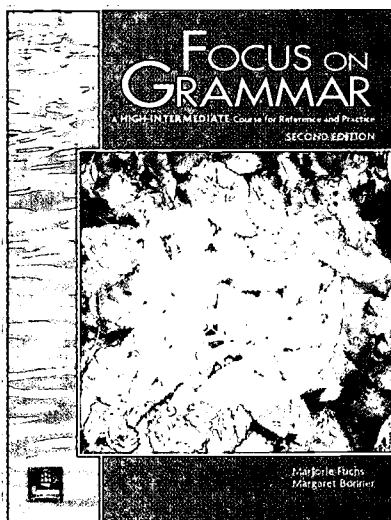 FOCUS ON
GRAMMAR
A HIGH-INTERMEDIATE Course for Reference and Practice
SECOND EDITION
Marjorie Fuchs
Margaret Bonner